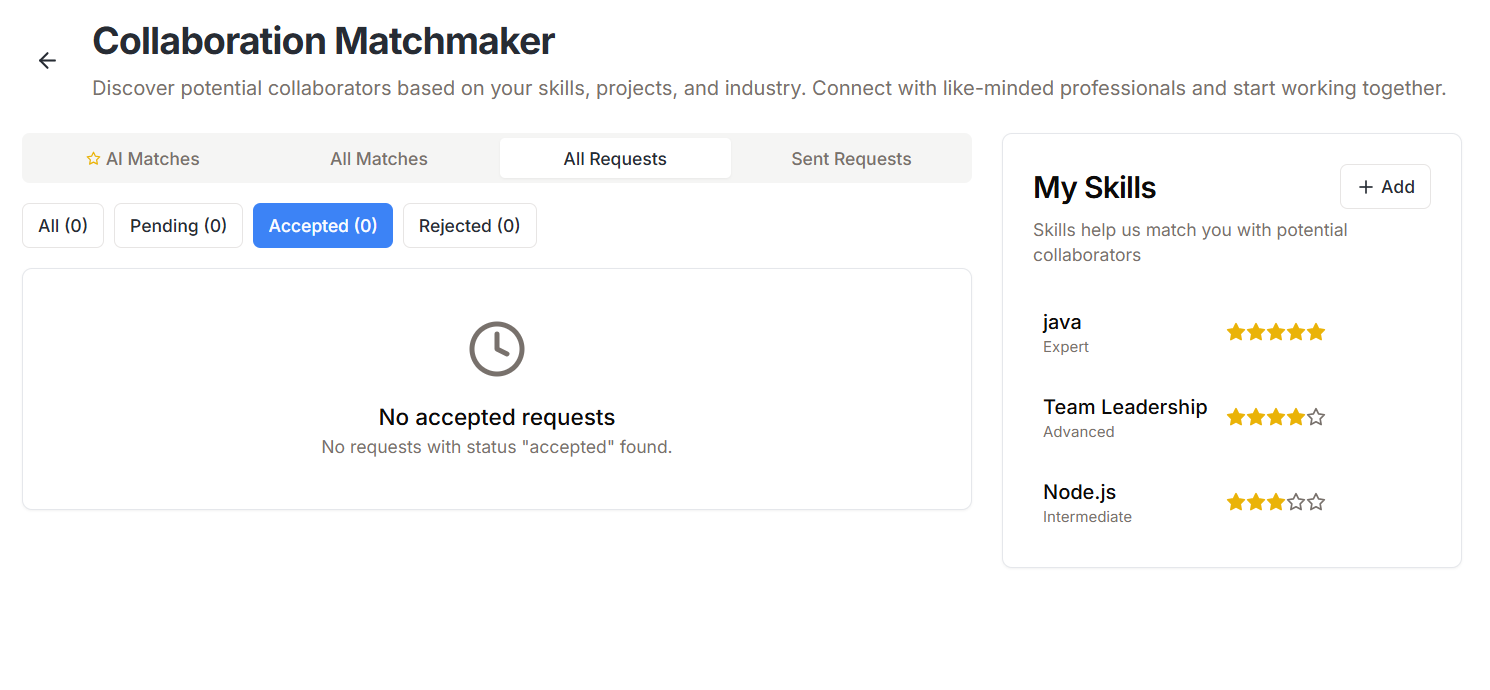 Collaboration Matchmaker
Discover potential collaborators based on your skills, projects, and industry. Connect with like-minded professionals and start working together.
AI Matches
All Matches
All Requests
Sent Requests
All (0)
Pending (0)
Accepted (0)
Rejected (0)
No accepted requests
No requests with status "accepted" found.
My Skills
Add
Skills help us match you with potential
collaborators
java
Expert
Team Leadership
Advanced
Node.js
Intermediate